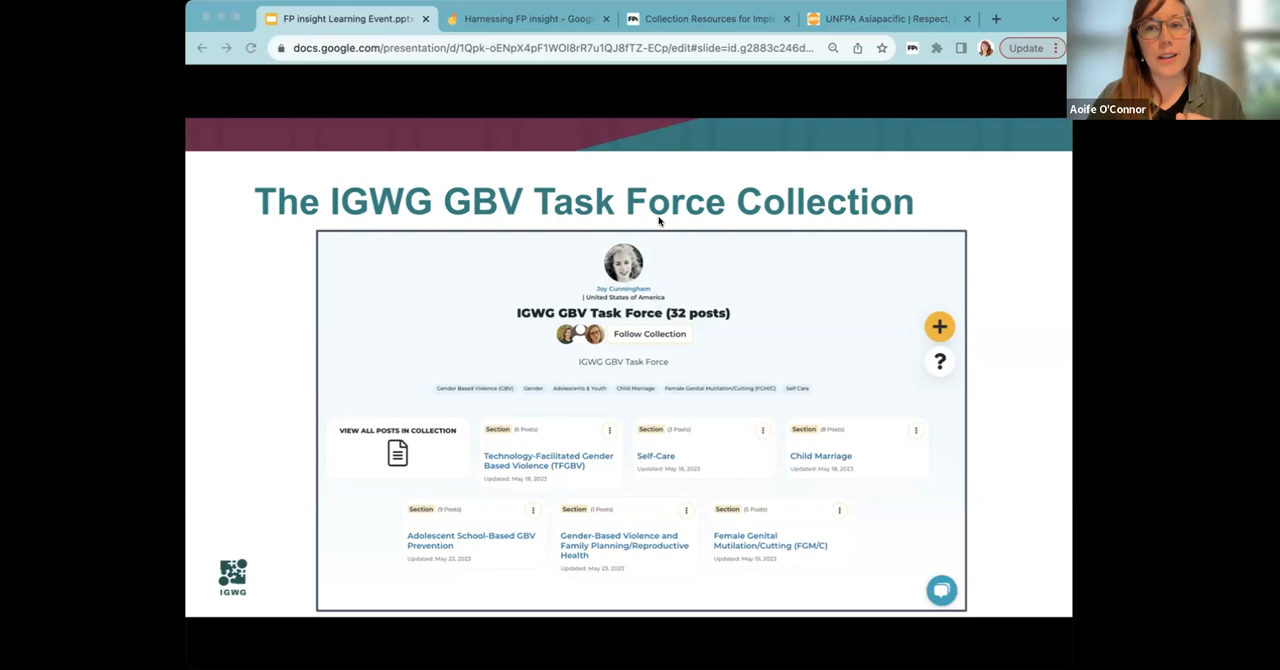 FP insight Learning Event.pptx
Harnessing FP insight - Goog
Collection Resources for Impl
UNFPA Asiapacific | Respect,
docs.google.com/presentation/d/1Qpk-oENpX4pF1WOl8rR7u1QJ8fTZ-ECp/edit#slide=id.g2883c246d...
FP
Update
Aoife O'Connor
The IGWG GBV Task Force Collection
Joy Cunningham
| United States of America
IGWG GBV Task Force (32 posts)
Follow Collection
IGWG GBV Task Force
Gender Based Violence (GBV) Gender Adolescents & Youth Child Marriage Female Genital Mutilation/Cutting (FGM/C) Self Care
VIEW ALL POSTS IN COLLECTION
Section (6 Posts)
Technology-Facilitated Gender
Based Violence (TFGBV)
Updated: May 18, 2023
Section (3 Posts)
Self-Care
Updated: May 18, 2023
Section (8 Posts)
Child Marriage
Updated: May 18, 2023
Section (9 Posts)
Adolescent School-Based GBV
Prevention
Updated: May 23, 2023
Section (1 Posts)
Gender-Based Violence and
Family Planning/Reproductive
Health
Updated: May 23, 2023
Section (5 Posts)
Female Genital
Mutilation/Cutting (FGM/C)
Updated: May 19, 2023
IGWG